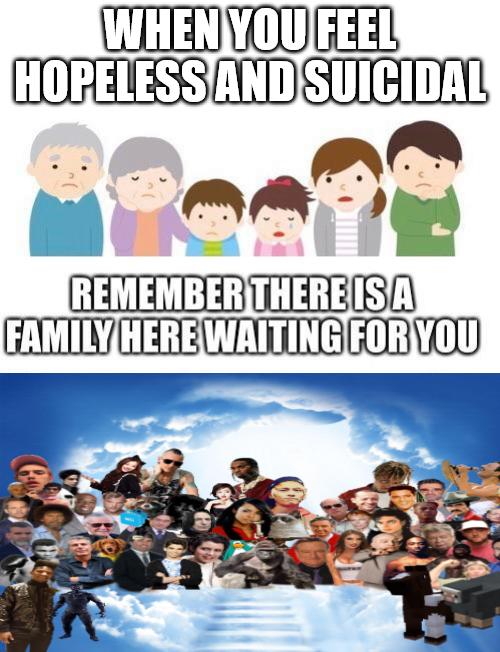 WHEN YOU FEEL
HOPELESS AND SUICIDAL
REMEMBER THERE IS A
FAMILY HERE WAITING FOR YOU